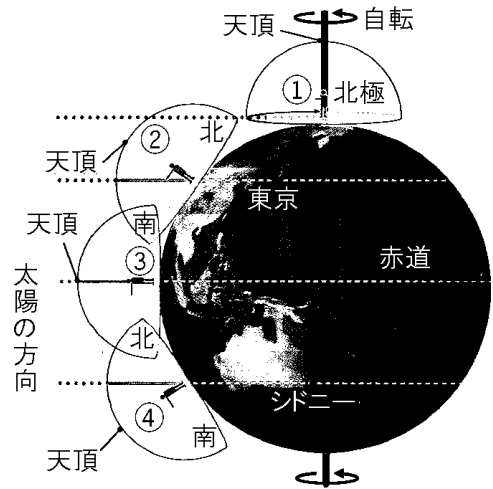 天頂
自転
①
北極
②
北
天頂
東京
南
天頂
③
赤道
太陽の方向
北
シドニー
④
南
天頂